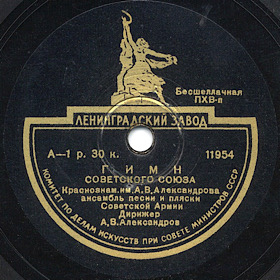 Бесшеллачная
ПХВ-п
ЛЕНИНГРАДСКИЙ ЗАВОД
А—1 р. 30 к.
11954
ГИМН
СОВЕТСКОГО СОЮЗА
Краснознам.им.А,В,Александрова
ансамбль песни и пляски
Советской Армии
Дирижер
А,В.Александров
КОМИТЕТ ПО ДЕЛАМ ИСКУССТВ ПРИ СОВЕТЕ МИНИСТРОВ СССР